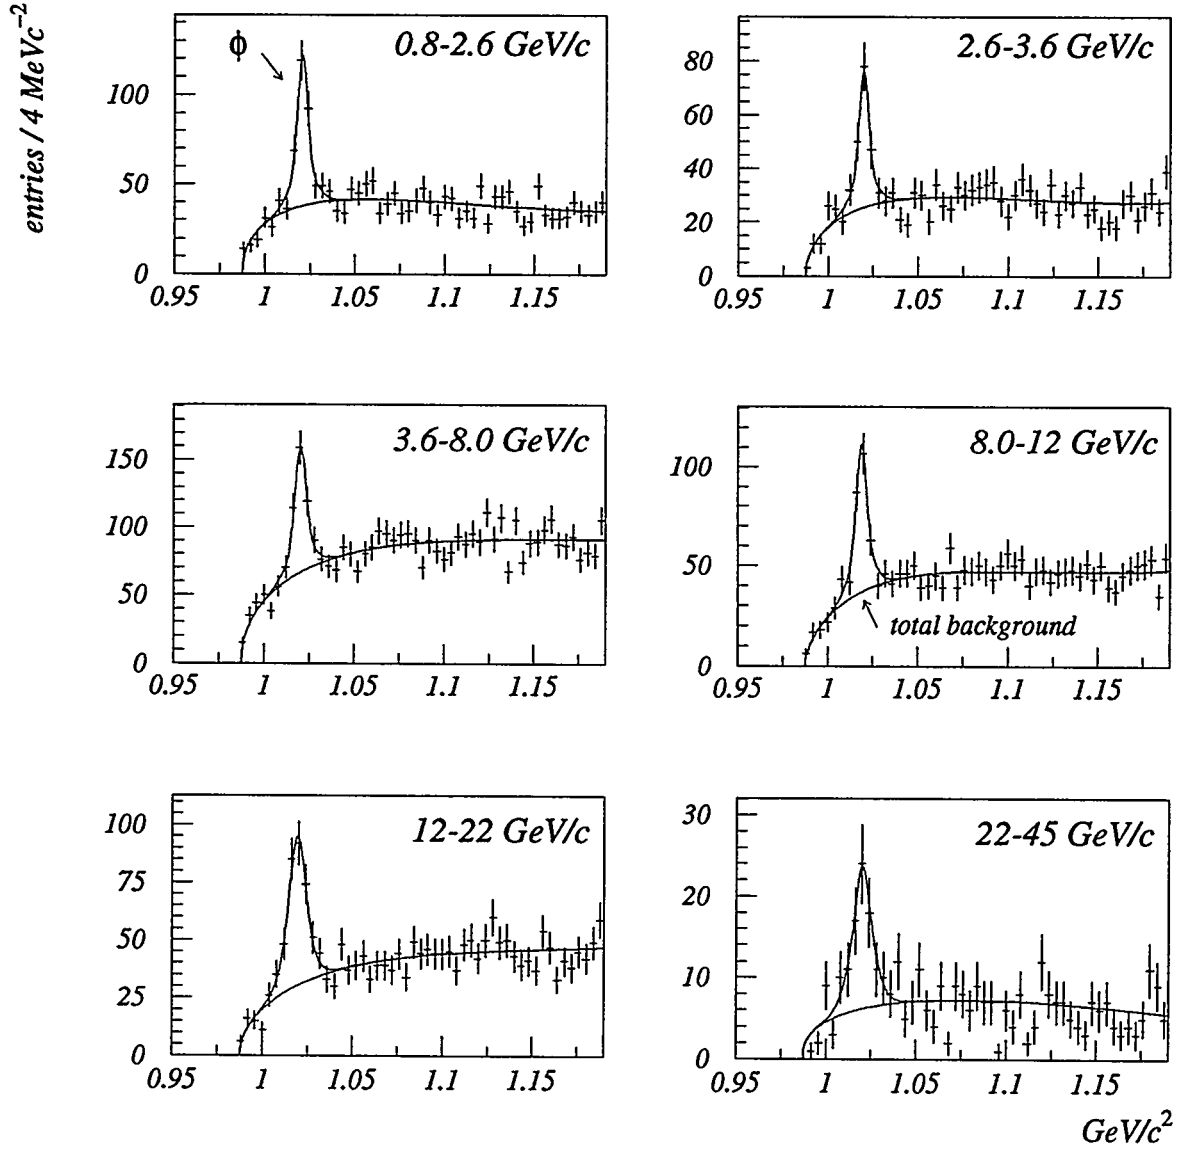 entries / 4 MeVc⁻²
ϕ
0.8-2.6 GeV/c
100
50
0
0.95 1 1.05 1.1 1.15
2.6-3.6 GeV/c
80
60
40
20
0
0.95 1 1.05 1.1 1.15
3.6-8.0 GeV/c
150
100
50
0
0.95 1 1.05 1.1 1.15
8.0-12 GeV/c
100
50
0
total background
0.95 1 1.05 1.1 1.15
12-22 GeV/c
100
75
50
25
0
0.95 1 1.05 1.1 1.15
22-45 GeV/c
30
20
10
0
0.95 1 1.05 1.1 1.15
GeV/c²